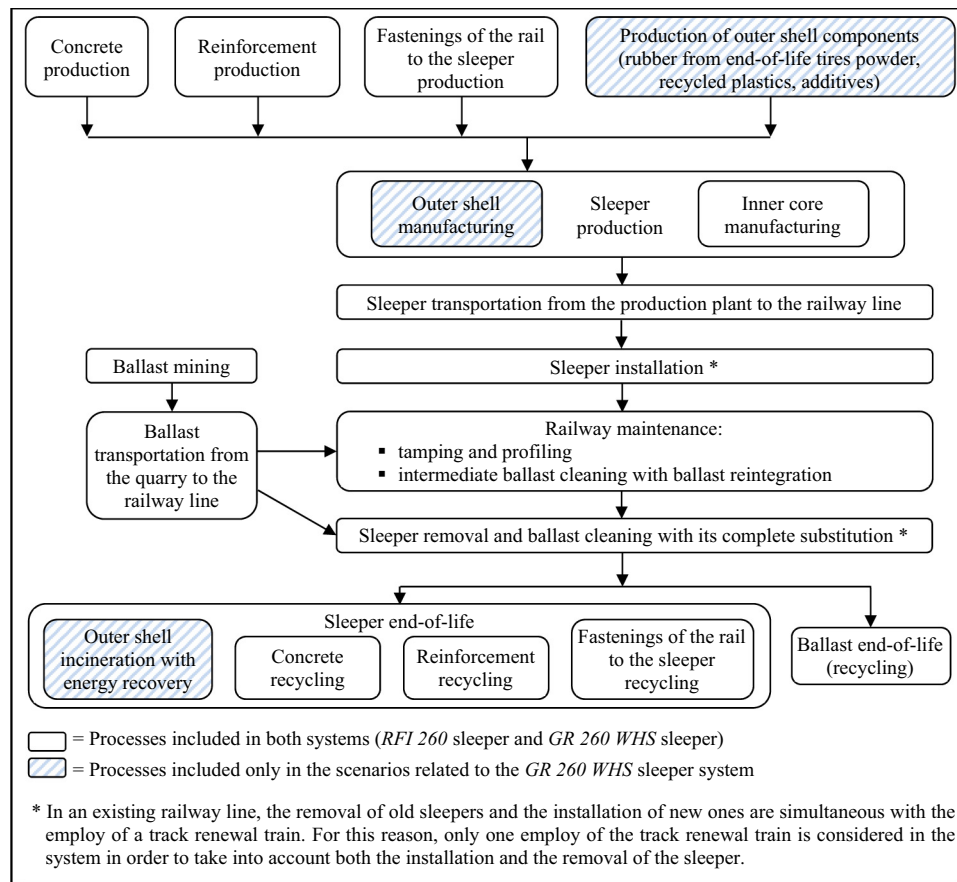 Concrete
production
Reinforcement
production
Fastenings of the rail
to the sleeper
production
Production of outer shell components
(rubber from end-of-life tires powder,
recycled plastics, additives)
Outer shell
manufacturing
Sleeper
production
Inner core
manufacturing
Sleeper transportation from the production plant to the railway line
Ballast mining
Sleeper installation *
Ballast
transportation from
the quarry to the
railway line
Railway maintenance:
▪ tamping and profiling
▪ intermediate ballast cleaning with ballast reintegration
Sleeper removal and ballast cleaning with its complete substitution *
Sleeper end-of-life
Outer shell
incineration with
energy recovery
Concrete
recycling
Reinforcement
recycling
Fastenings of the rail
to the sleeper
recycling
Ballast end-of-life
(recycling)
= Processes included in both systems (RFI 260 sleeper and GR 260 WHS sleeper)
= Processes included only in the scenarios related to the GR 260 WHS sleeper system
* In an existing railway line, the removal of old sleepers and the installation of new ones are simultaneous with the
employ of a track renewal train. For this reason, only one employ of the track renewal train is considered in the
system in order to take into account both the installation and the removal of the sleeper.